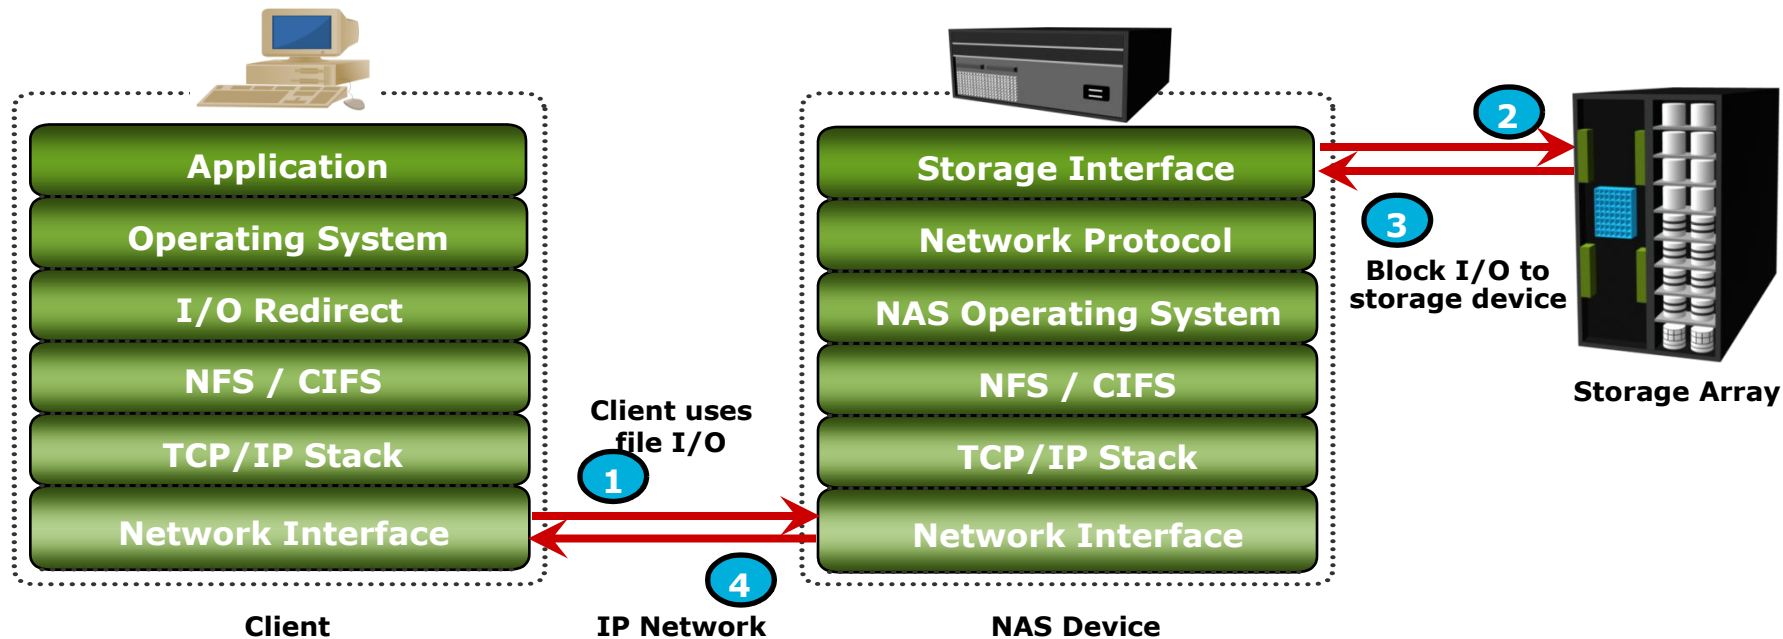 Application
Operating System
I/O Redirect
NFS / CIFS
TCP/IP Stack
Network Interface
Client
Client uses
file I/O
1
4
IP Network
Storage Interface
Network Protocol
NAS Operating System
NFS / CIFS
TCP/IP Stack
Network Interface
NAS Device
2
3
Block I/O to
storage device
Storage Array